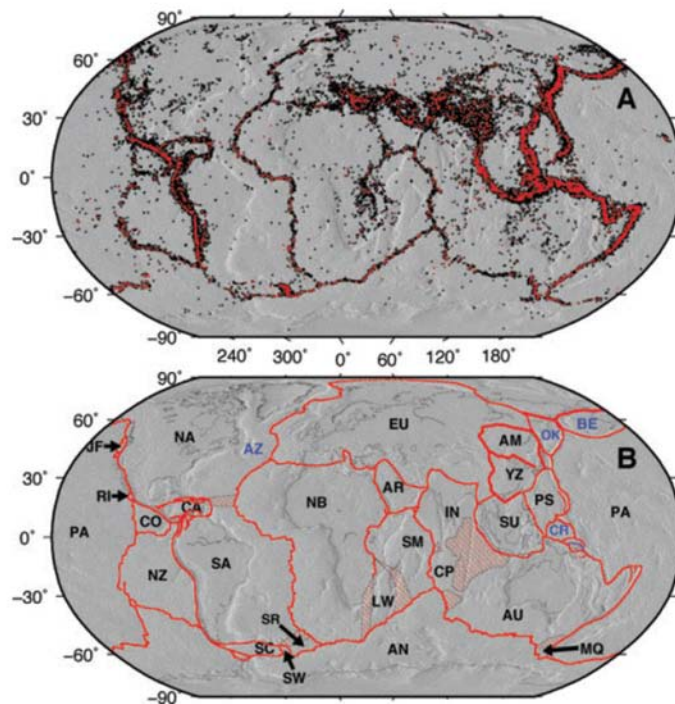 90°
60°
A
30°
0°
−30°
−60°
−90°
240° 300° 0° 60° 120° 180°
90°
60°
NA EU AM OK BE B
JF AZ
30°
YZ
RI CA AR PS
PA CO NB IN SU PA
0°
CR
NZ SA SM
CP
−30°
LW AU
SR
SC AN MQ
−60°
SW
−90°